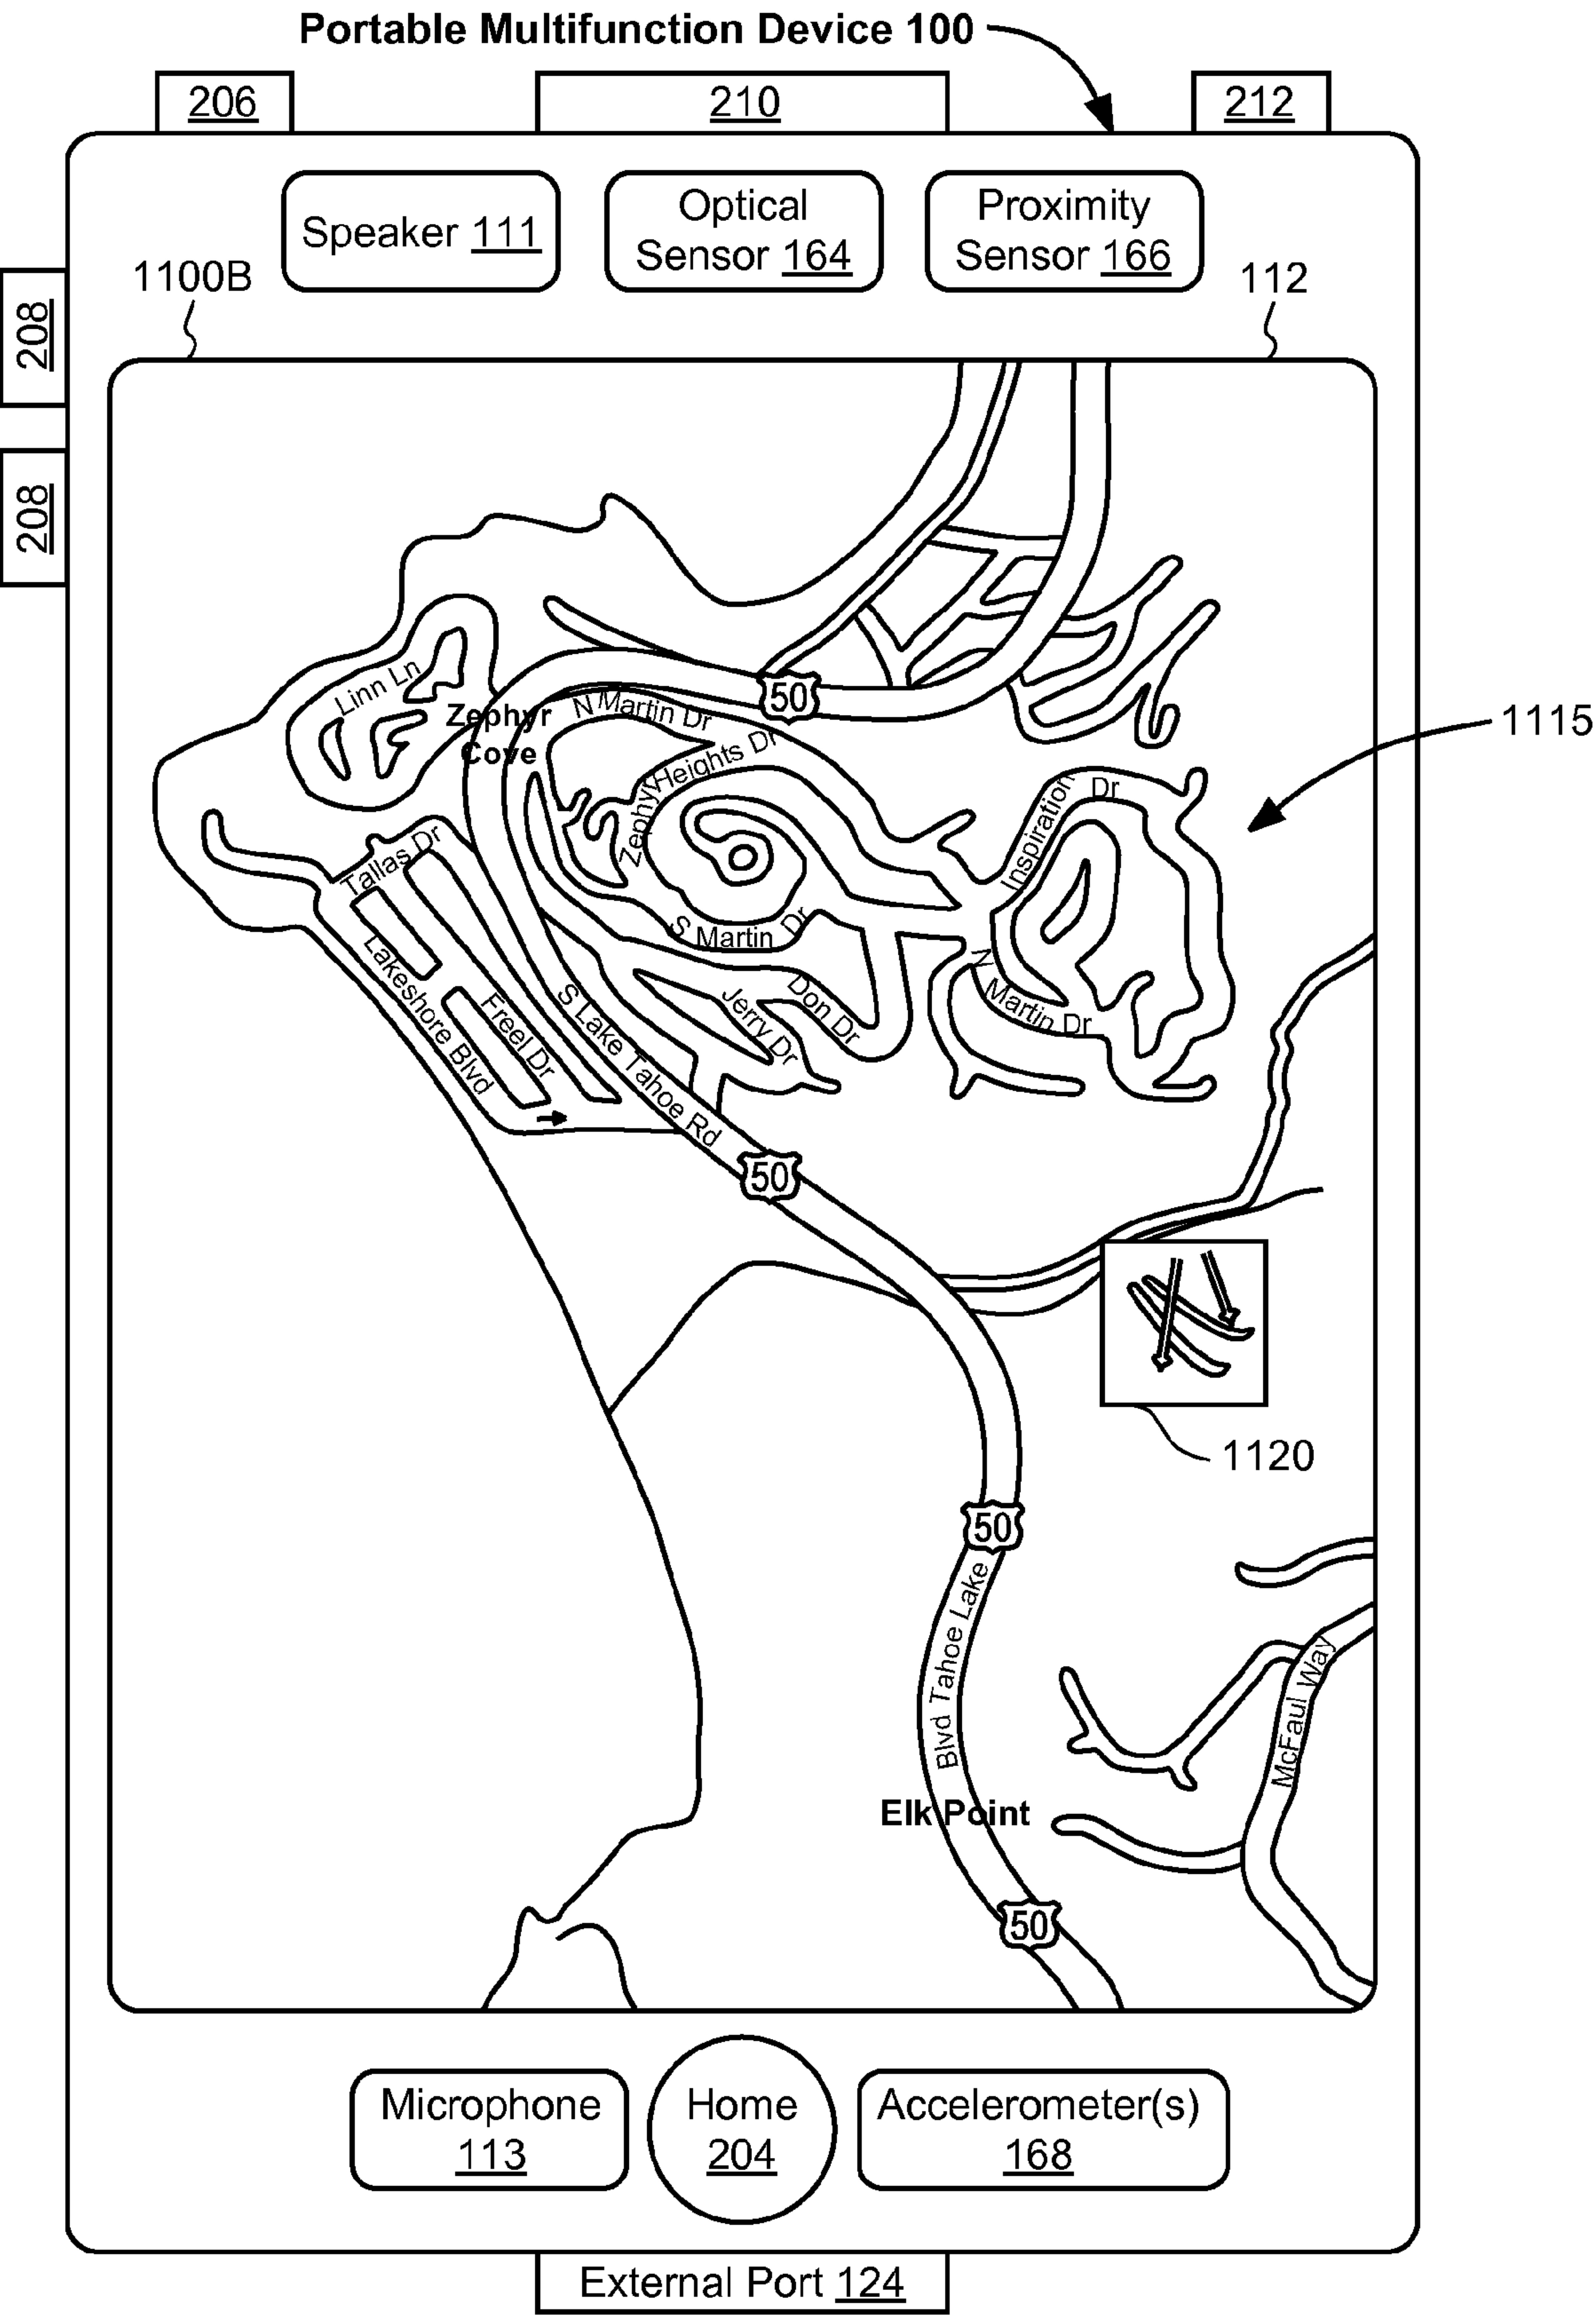 Portable Multifunction Device 100
206
210
212
Speaker 111
Optical
Sensor 164
Proximity
Sensor 166
1100B
112
208
208
50
Linn Ln
Zephyr
Cove
N Martin Dr
Zephyr Heights Dr
1115
Inspiration Dr
Tallas Dr
S Martin Dr
Lakeshore Blvd
Freel Dr
S Lake Tahoe Rd
Jerry Dr
Don Dr
N Martin Dr
50
1120
50
Blvd Tahoe Lake
McFaul Way
Elk Point
50
Microphone
113
Home
204
Accelerometer(s)
168
External Port 124